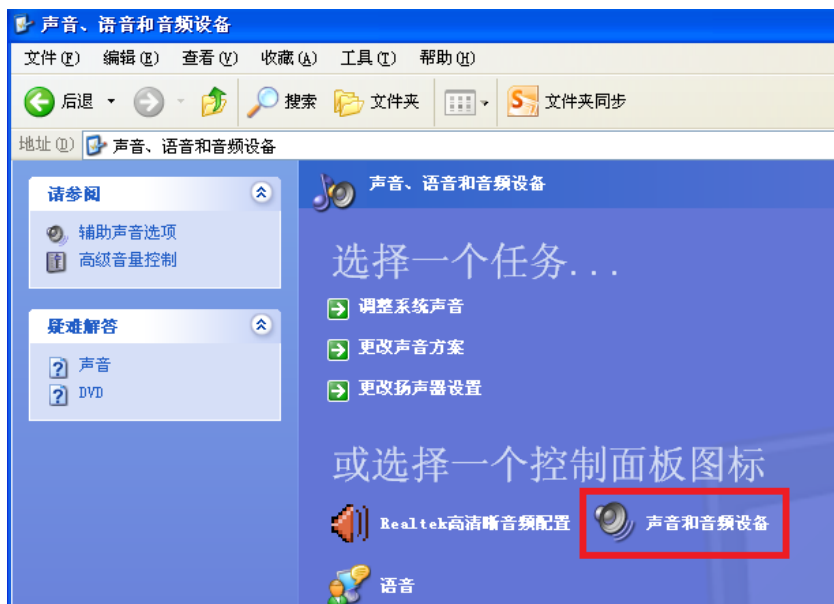 声音、语音和音频设备
文件(F) 编辑(E) 查看(V) 收藏(A) 工具(T) 帮助(H)
后退 搜索 文件夹 文件夹同步
地址(D) 声音、语音和音频设备
请参阅
辅助声音选项
高级音量控制
疑难解答
声音
DVD
声音、语音和音频设备
选择一个任务...
调整系统声音
更改声音方案
更改扬声器设置
或选择一个控制面板图标
Realtek高清晰音频配置 声音和音频设备
语音